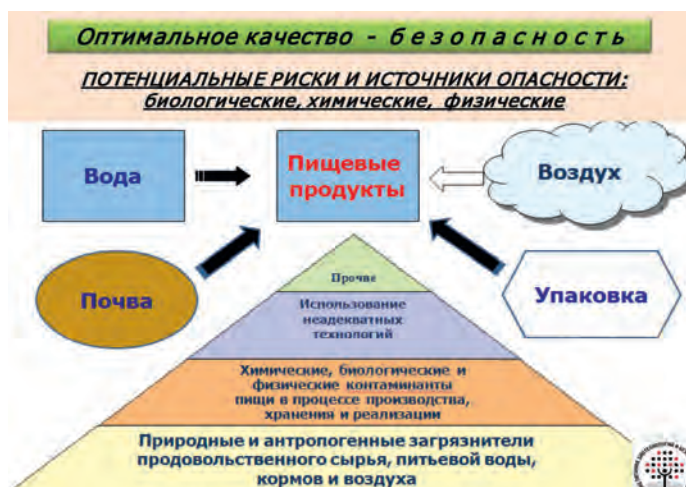 Оптимальное качество - б е з о п а с н о с т ь
ПОТЕНЦИАЛЬНЫЕ РИСКИ И ИСТОЧНИКИ ОПАСНОСТИ:
биологические, химические, физические
Вода
Пищевые
продукты
Воздух
Почва
Упаковка
Прочие
Использование
неадекватных
технологий
Химические, биологические и
физические контаминанты
пищи в процессе производства,
хранения и реализации
Природные и антропогенные загрязнители
продовольственного сырья, питьевой воды,
кормов и воздуха